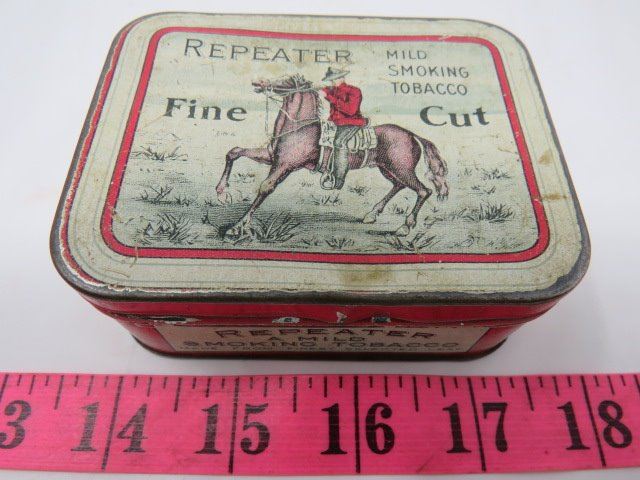 REPEATER MILD
SMOKING
TOBACCO
Fine Cut
REPEATER
A MILD
SMOKING TOBACCO
3 14 15 16 17 18